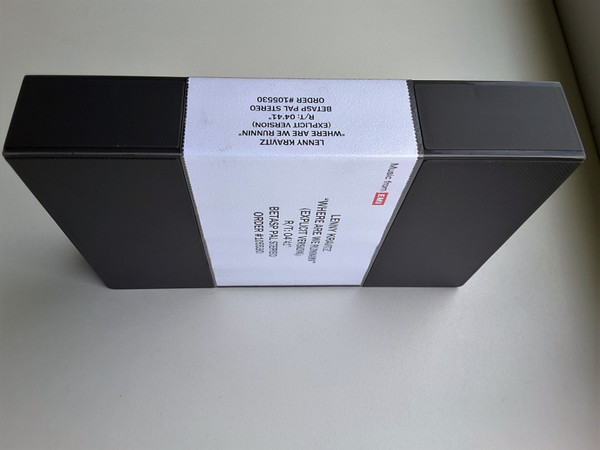 LENNY KRAVITZ
"WHERE ARE WE RUNNIN"
(EXPLICIT VERSION)
R/T: 04'41"
BETASP PAL STEREO
ORDER #105530
Music from EMI
LENNY KRAVITZ
"WHERE ARE WE RUNNIN"
(EXPLICIT VERSION)
R/T: 04'41"
BETASP PAL STEREO
ORDER #105530